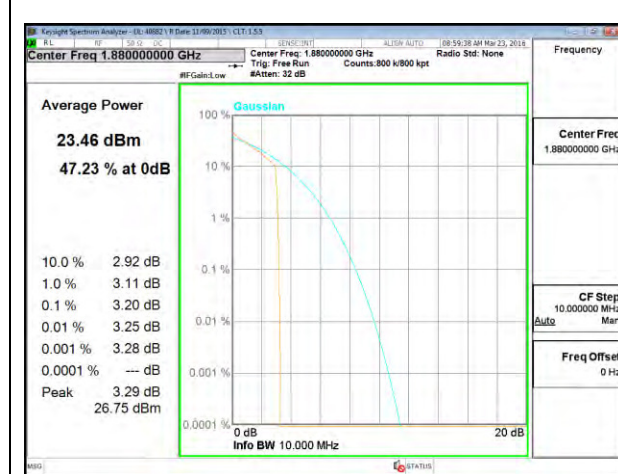 Keysight Spectrum Analyzer - UL: 40882 \ R Date: 11/09/2015 \ CLT: 1.5.5
RL RF 50 Ω DC SENSE:INT ALIGN AUTO 08:59:38 AM Mar 23, 2016
Center Freq 1.880000000 GHz
Center Freq: 1.880000000 GHz
Radio Std: None
Trig: Free Run Counts:800 k/800 kpt
#IFGain:Low #Atten: 32 dB
Frequency
Average Power
23.46 dBm
47.23 % at 0dB
10.0 % 2.92 dB
1.0 % 3.11 dB
0.1 % 3.20 dB
0.01 % 3.25 dB
0.001 % 3.28 dB
0.0001 % --- dB
Peak 3.29 dB
26.75 dBm
Gaussian
100 %
10 %
1 %
0.1 %
0.01 %
0.001 %
0.0001 %
0 dB 20 dB
Info BW 10.000 MHz
Center Freq
1.880000000 GHz
CF Step
10.000000 MHz
Auto Man
Freq Offset
0 Hz
MSG STATUS